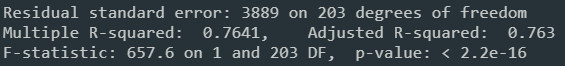 Residual standard error: 3889 on 203 degrees of freedom
Multiple R-squared:  0.7641,    Adjusted R-squared:  0.763
F-statistic: 657.6 on 1 and 203 DF,  p-value: < 2.2e-16